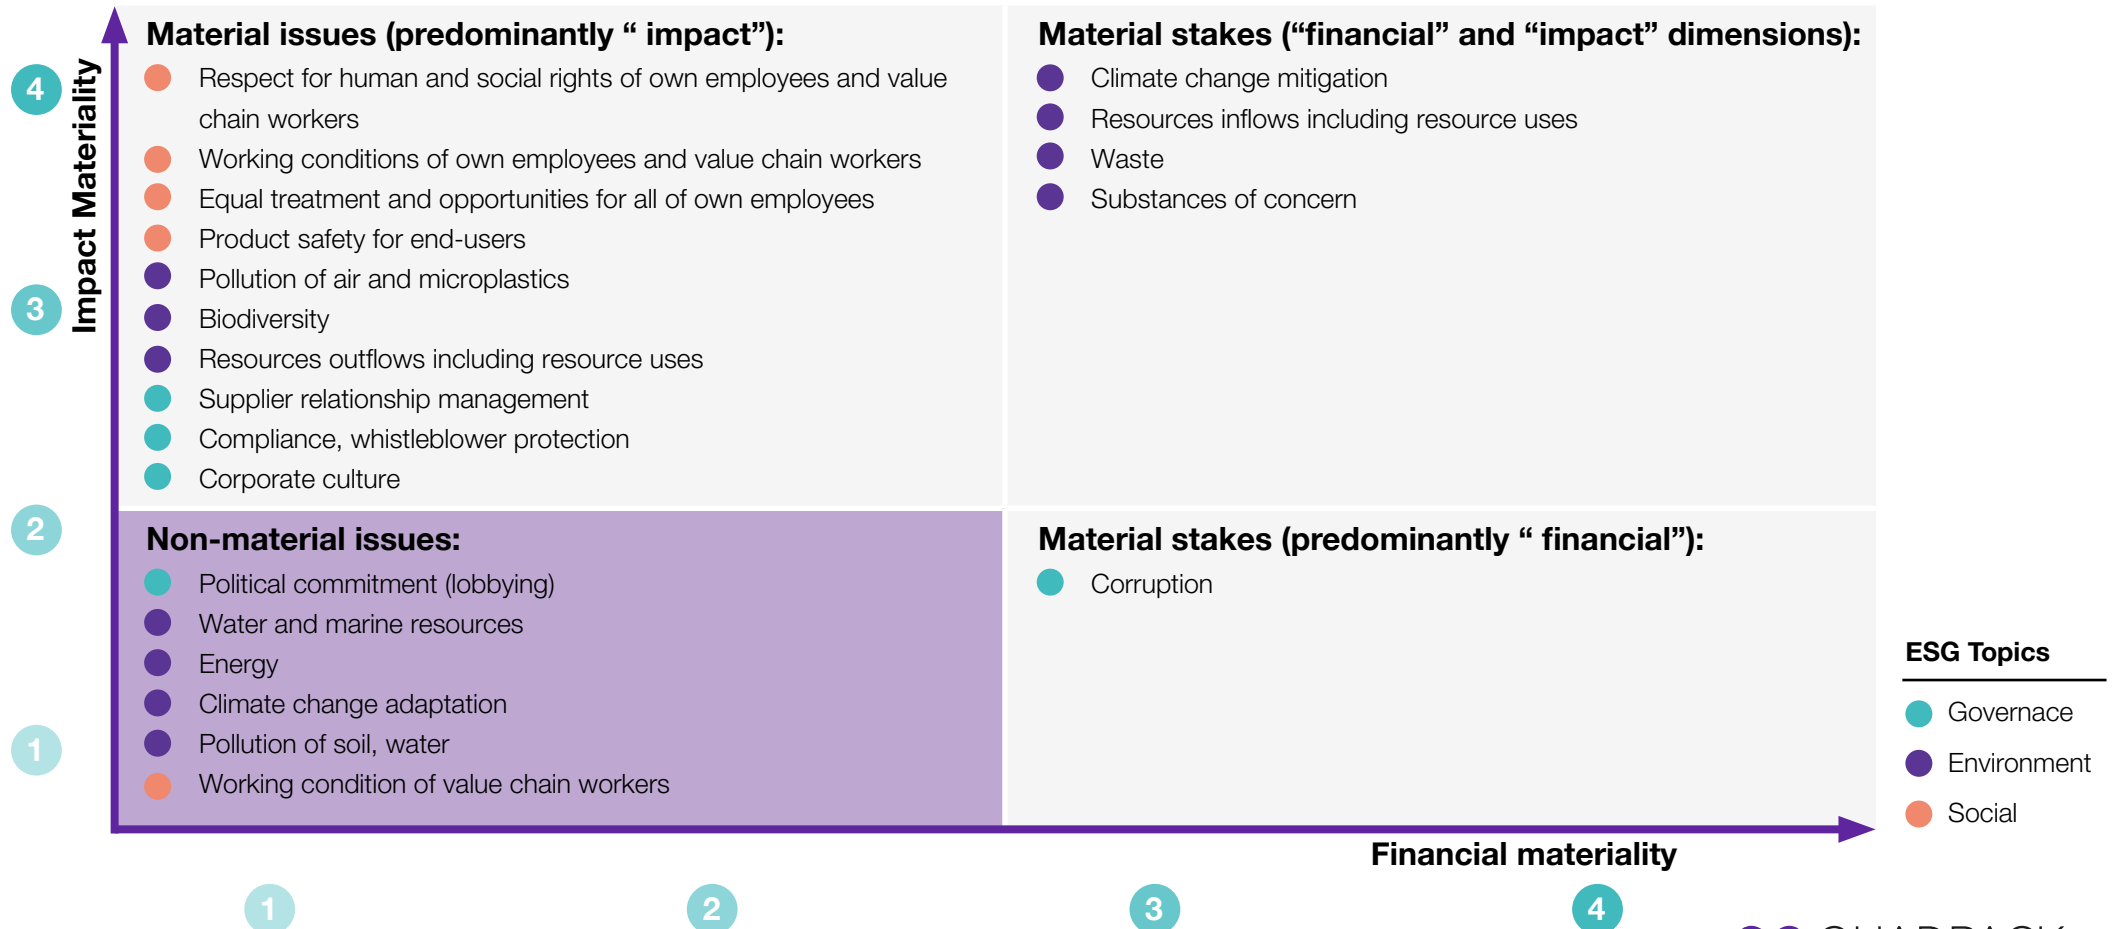 Material issues (predominantly “ impact”):
Respect for human and social rights of own employees and value
chain workers
Working conditions of own employees and value chain workers
Equal treatment and opportunities for all of own employees
Product safety for end-users
Pollution of air and microplastics
Biodiversity
Resources outflows including resource uses
Supplier relationship management
Compliance, whistleblower protection
Corporate culture
Material stakes (“financial” and “impact” dimensions):
Climate change mitigation
Resources inflows including resource uses
Waste
Substances of concern
Non-material issues:
Political commitment (lobbying)
Water and marine resources
Energy
Climate change adaptation
Pollution of soil, water
Working condition of value chain workers
Material stakes (predominantly “ financial”):
Corruption
Impact Materiality
4
3
2
1
Financial materiality
1
2
3
4
ESG Topics
Governace
Environment
Social
QUADPACK